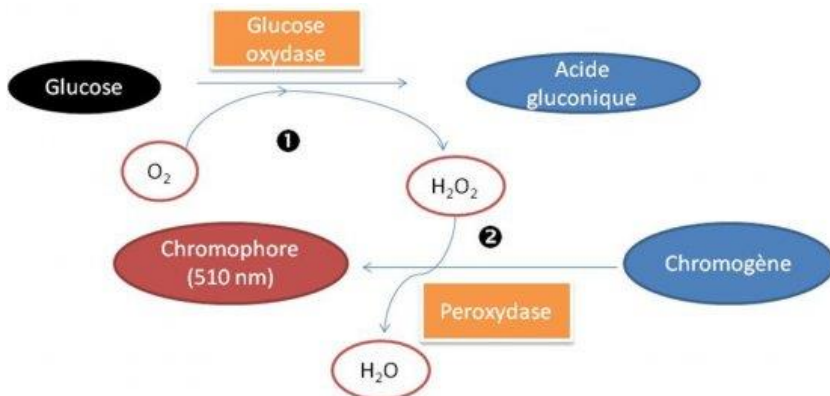 Glucose
oxydase
Glucose
Acide
gluconique
❶
O₂
H₂O₂
❷
Chromophore
(510 nm)
Chromogène
Peroxydase
H₂O